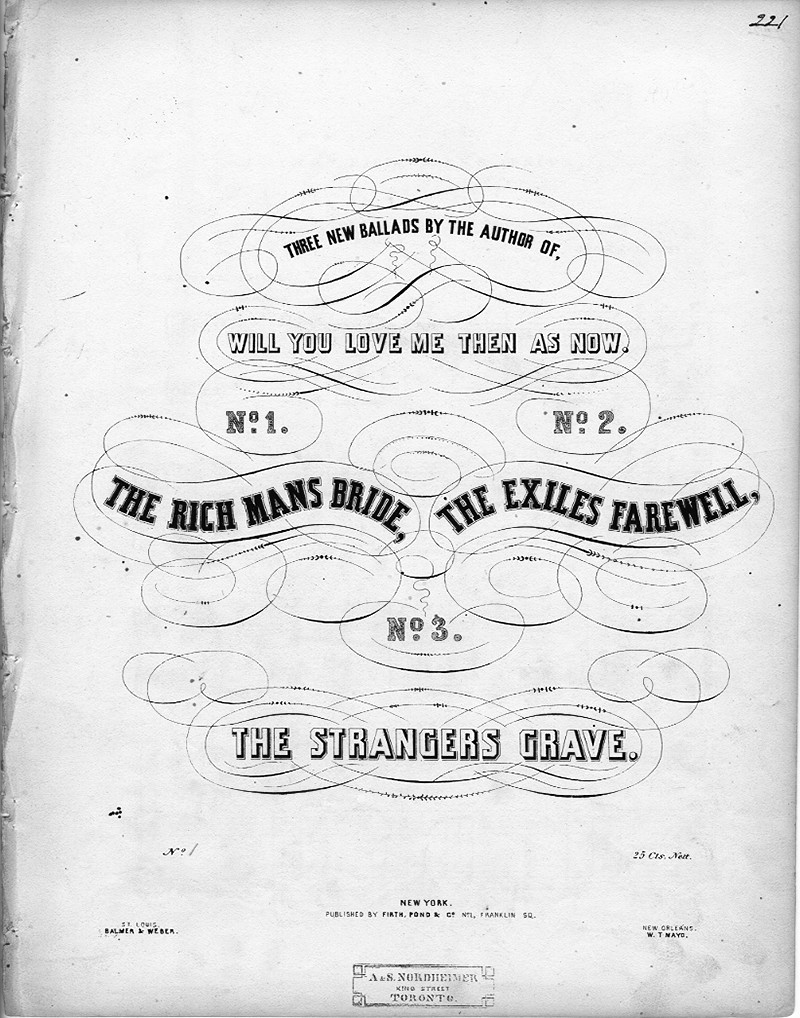 221
THREE NEW BALLADS BY THE AUTHOR OF,
WILL YOU LOVE ME THEN AS NOW.
No. 1.
No. 2.
THE RICH MANS BRIDE,
THE EXILES FAREWELL,
No. 3.
THE STRANGERS GRAVE.
No 1
25 Cts. Nett.
NEW YORK.
PUBLISHED BY FIRTH, POND & Co No 1, FRANKLIN SQ.
ST. LOUIS.
BALMER & WEBER.
NEW ORLEANS.
W. T MAYO.
A & S. NORDHEIMER
KING STREET
TORONTO.